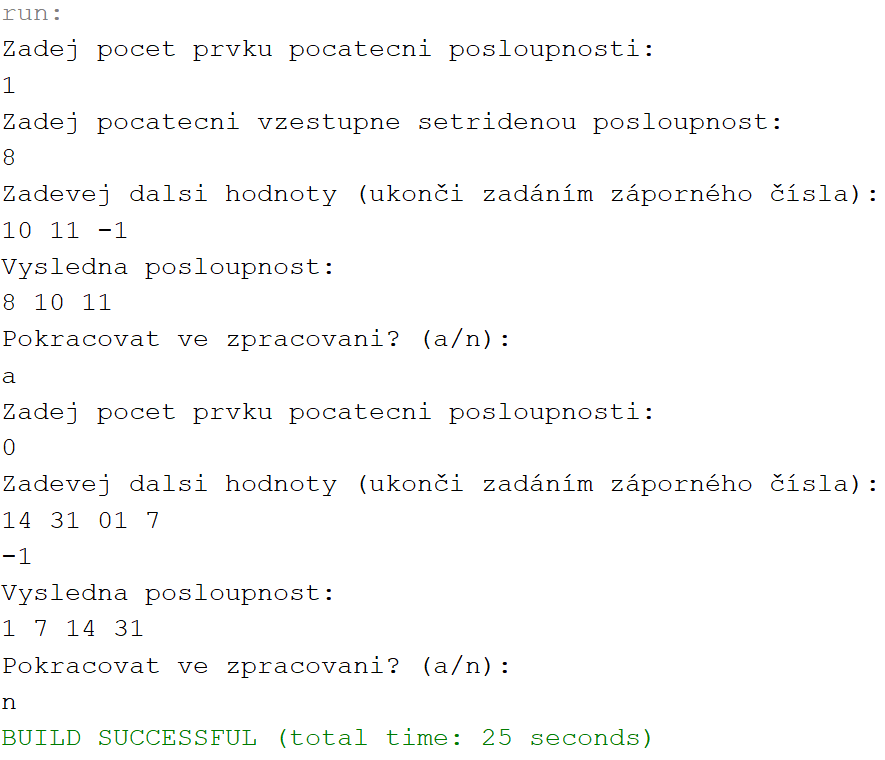 run:
Zadej pocet prvku pocatecni posloupnosti:
1
Zadej pocatecni vzestupne setridenou posloupnost:
8
Zadevej dalsi hodnoty (ukonči zadáním záporného čísla):
10 11 -1
Vysledna posloupnost:
8 10 11
Pokracovat ve zpracovani? (a/n):
a
Zadej pocet prvku pocatecni posloupnosti:
0
Zadevej dalsi hodnoty (ukonči zadáním záporného čísla):
14 31 01 7
-1
Vysledna posloupnost:
1 7 14 31
Pokracovat ve zpracovani? (a/n):
n
BUILD SUCCESSFUL (total time: 25 seconds)